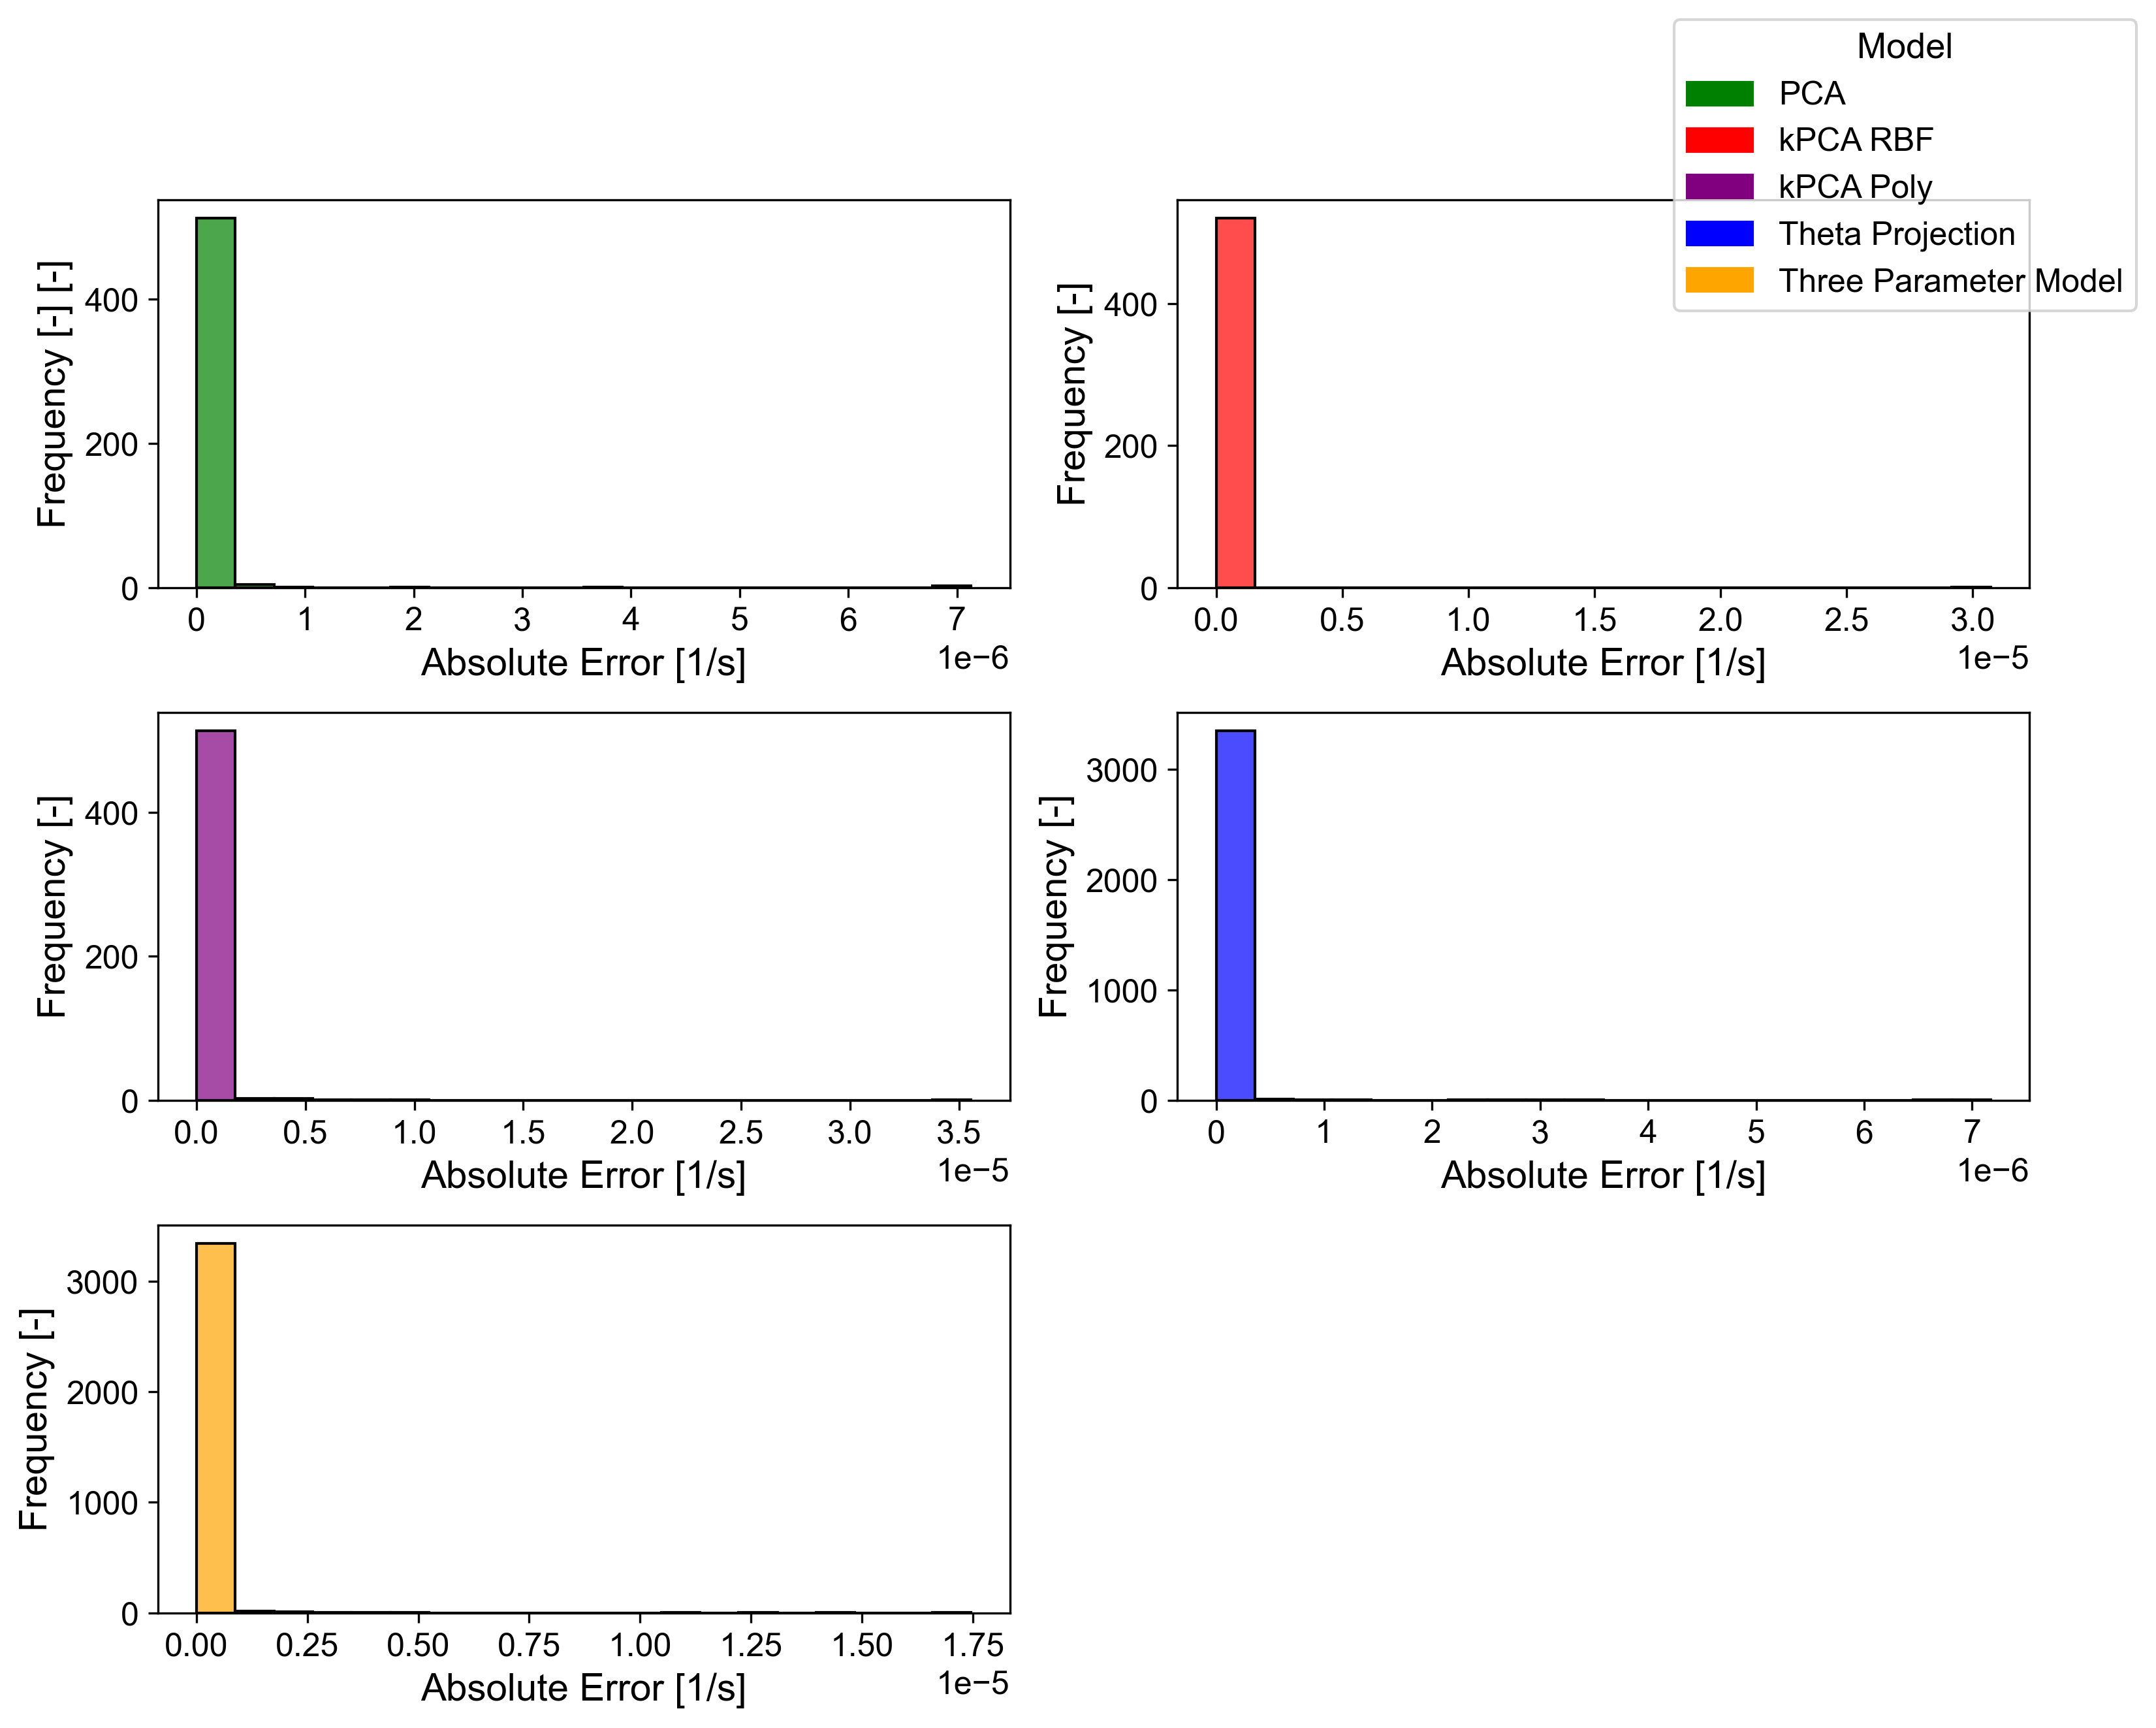 Model
PCA
kPCA RBF
kPCA Poly
Theta Projection
Three Parameter Model
Frequency [-] [-]
400
200
0
0 1 2 3 4 5 6 7
1e−6
Absolute Error [1/s]
Frequency [-]
400
200
0
0.0 0.5 1.0 1.5 2.0 2.5 3.0
1e−5
Absolute Error [1/s]
Frequency [-]
400
200
0
0.0 0.5 1.0 1.5 2.0 2.5 3.0 3.5
1e−5
Absolute Error [1/s]
Frequency [-]
3000
2000
1000
0
0 1 2 3 4 5 6 7
1e−6
Absolute Error [1/s]
Frequency [-]
3000
2000
1000
0
0.00 0.25 0.50 0.75 1.00 1.25 1.50 1.75
1e−5
Absolute Error [1/s]